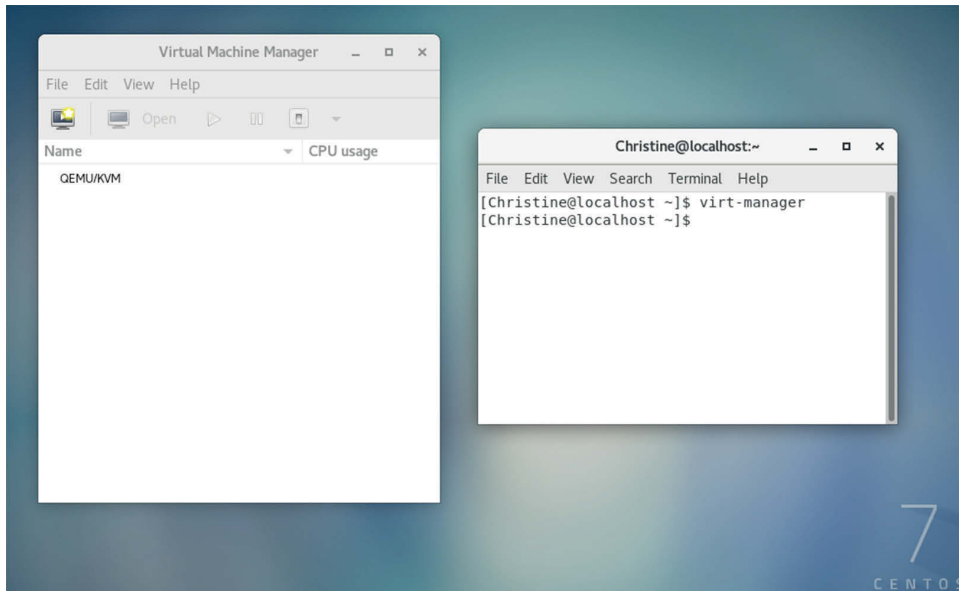 Virtual Machine Manager
File Edit View Help
Open
Name CPU usage
QEMU/KVM
Christine@localhost:~
File Edit View Search Terminal Help
[Christine@localhost ~]$ virt-manager
[Christine@localhost ~]$
7
CENTOS